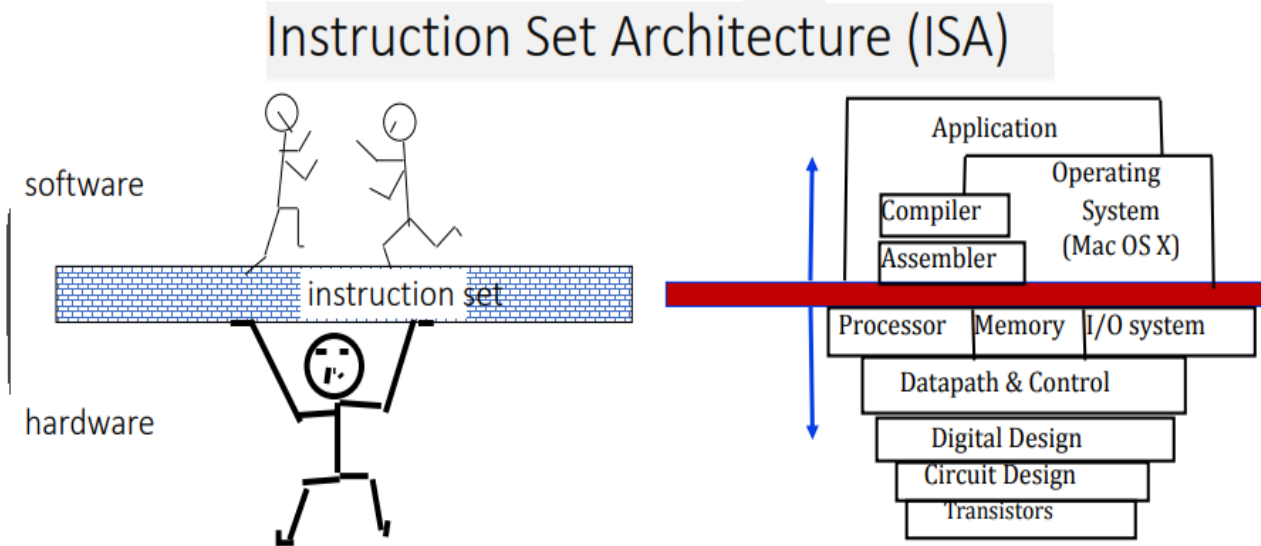 Instruction Set Architecture (ISA)
software
instruction set
hardware
Application
Operating
System
(Mac OS X)
Compiler
Assembler
Processor
Memory
I/O system
Datapath & Control
Digital Design
Circuit Design
Transistors